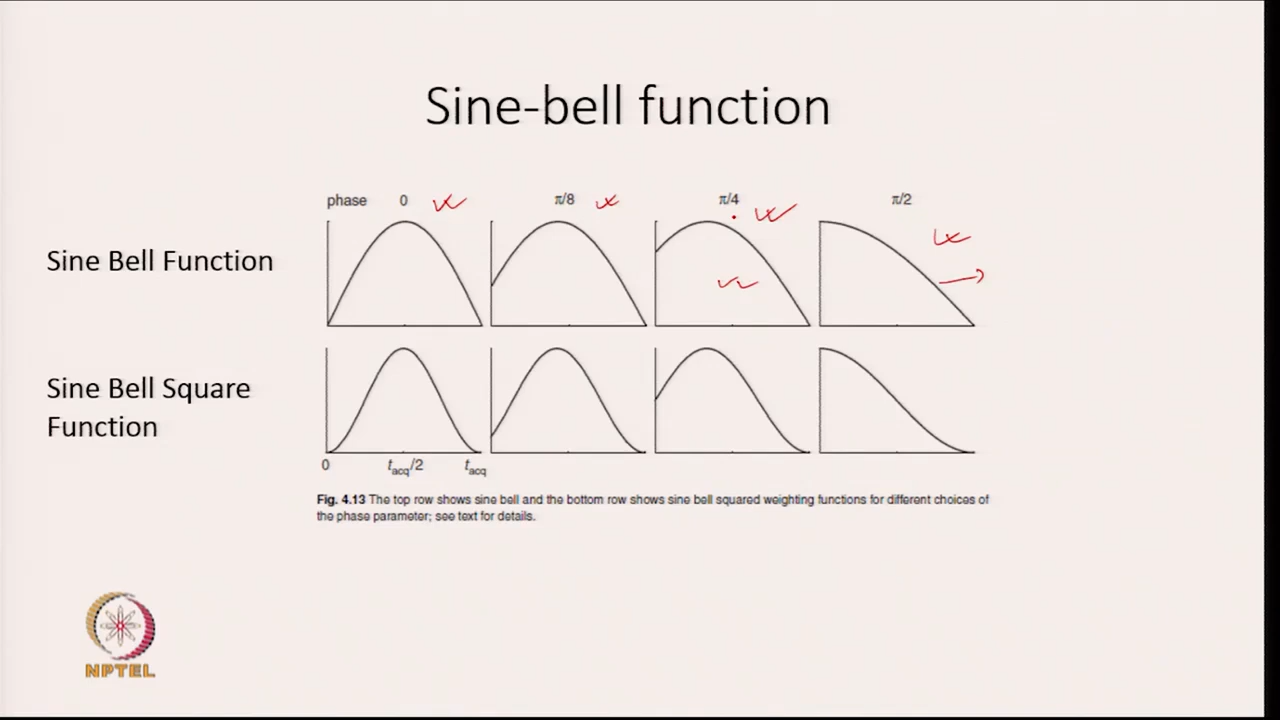 Sine-bell function
phase 0 π/8 π/4 π/2
Sine Bell Function
Sine Bell Square
Function
0 tacq/2 tacq
Fig. 4.13 The top row shows sine bell and the bottom row shows sine bell squared weighting functions for different choices of
the phase parameter; see text for details.
NPTEL